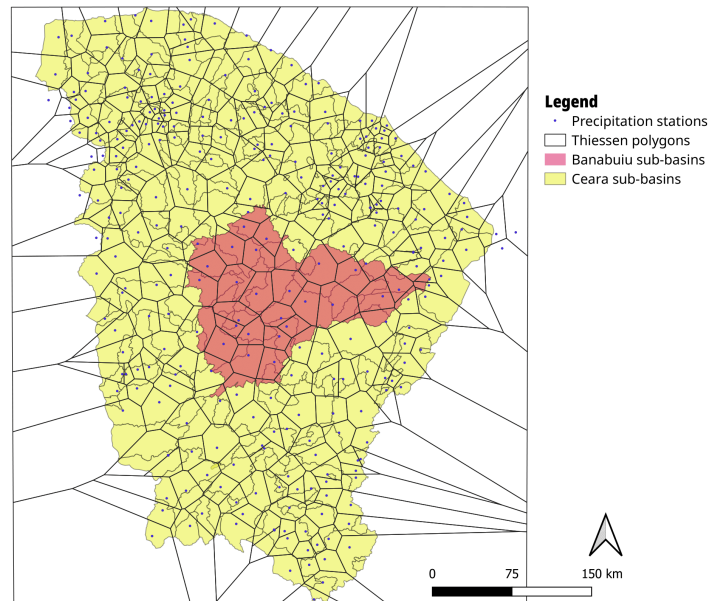 Legend
Precipitation stations
Thiessen polygons
Banabuiu sub-basins
Ceara sub-basins
0 75 150 km